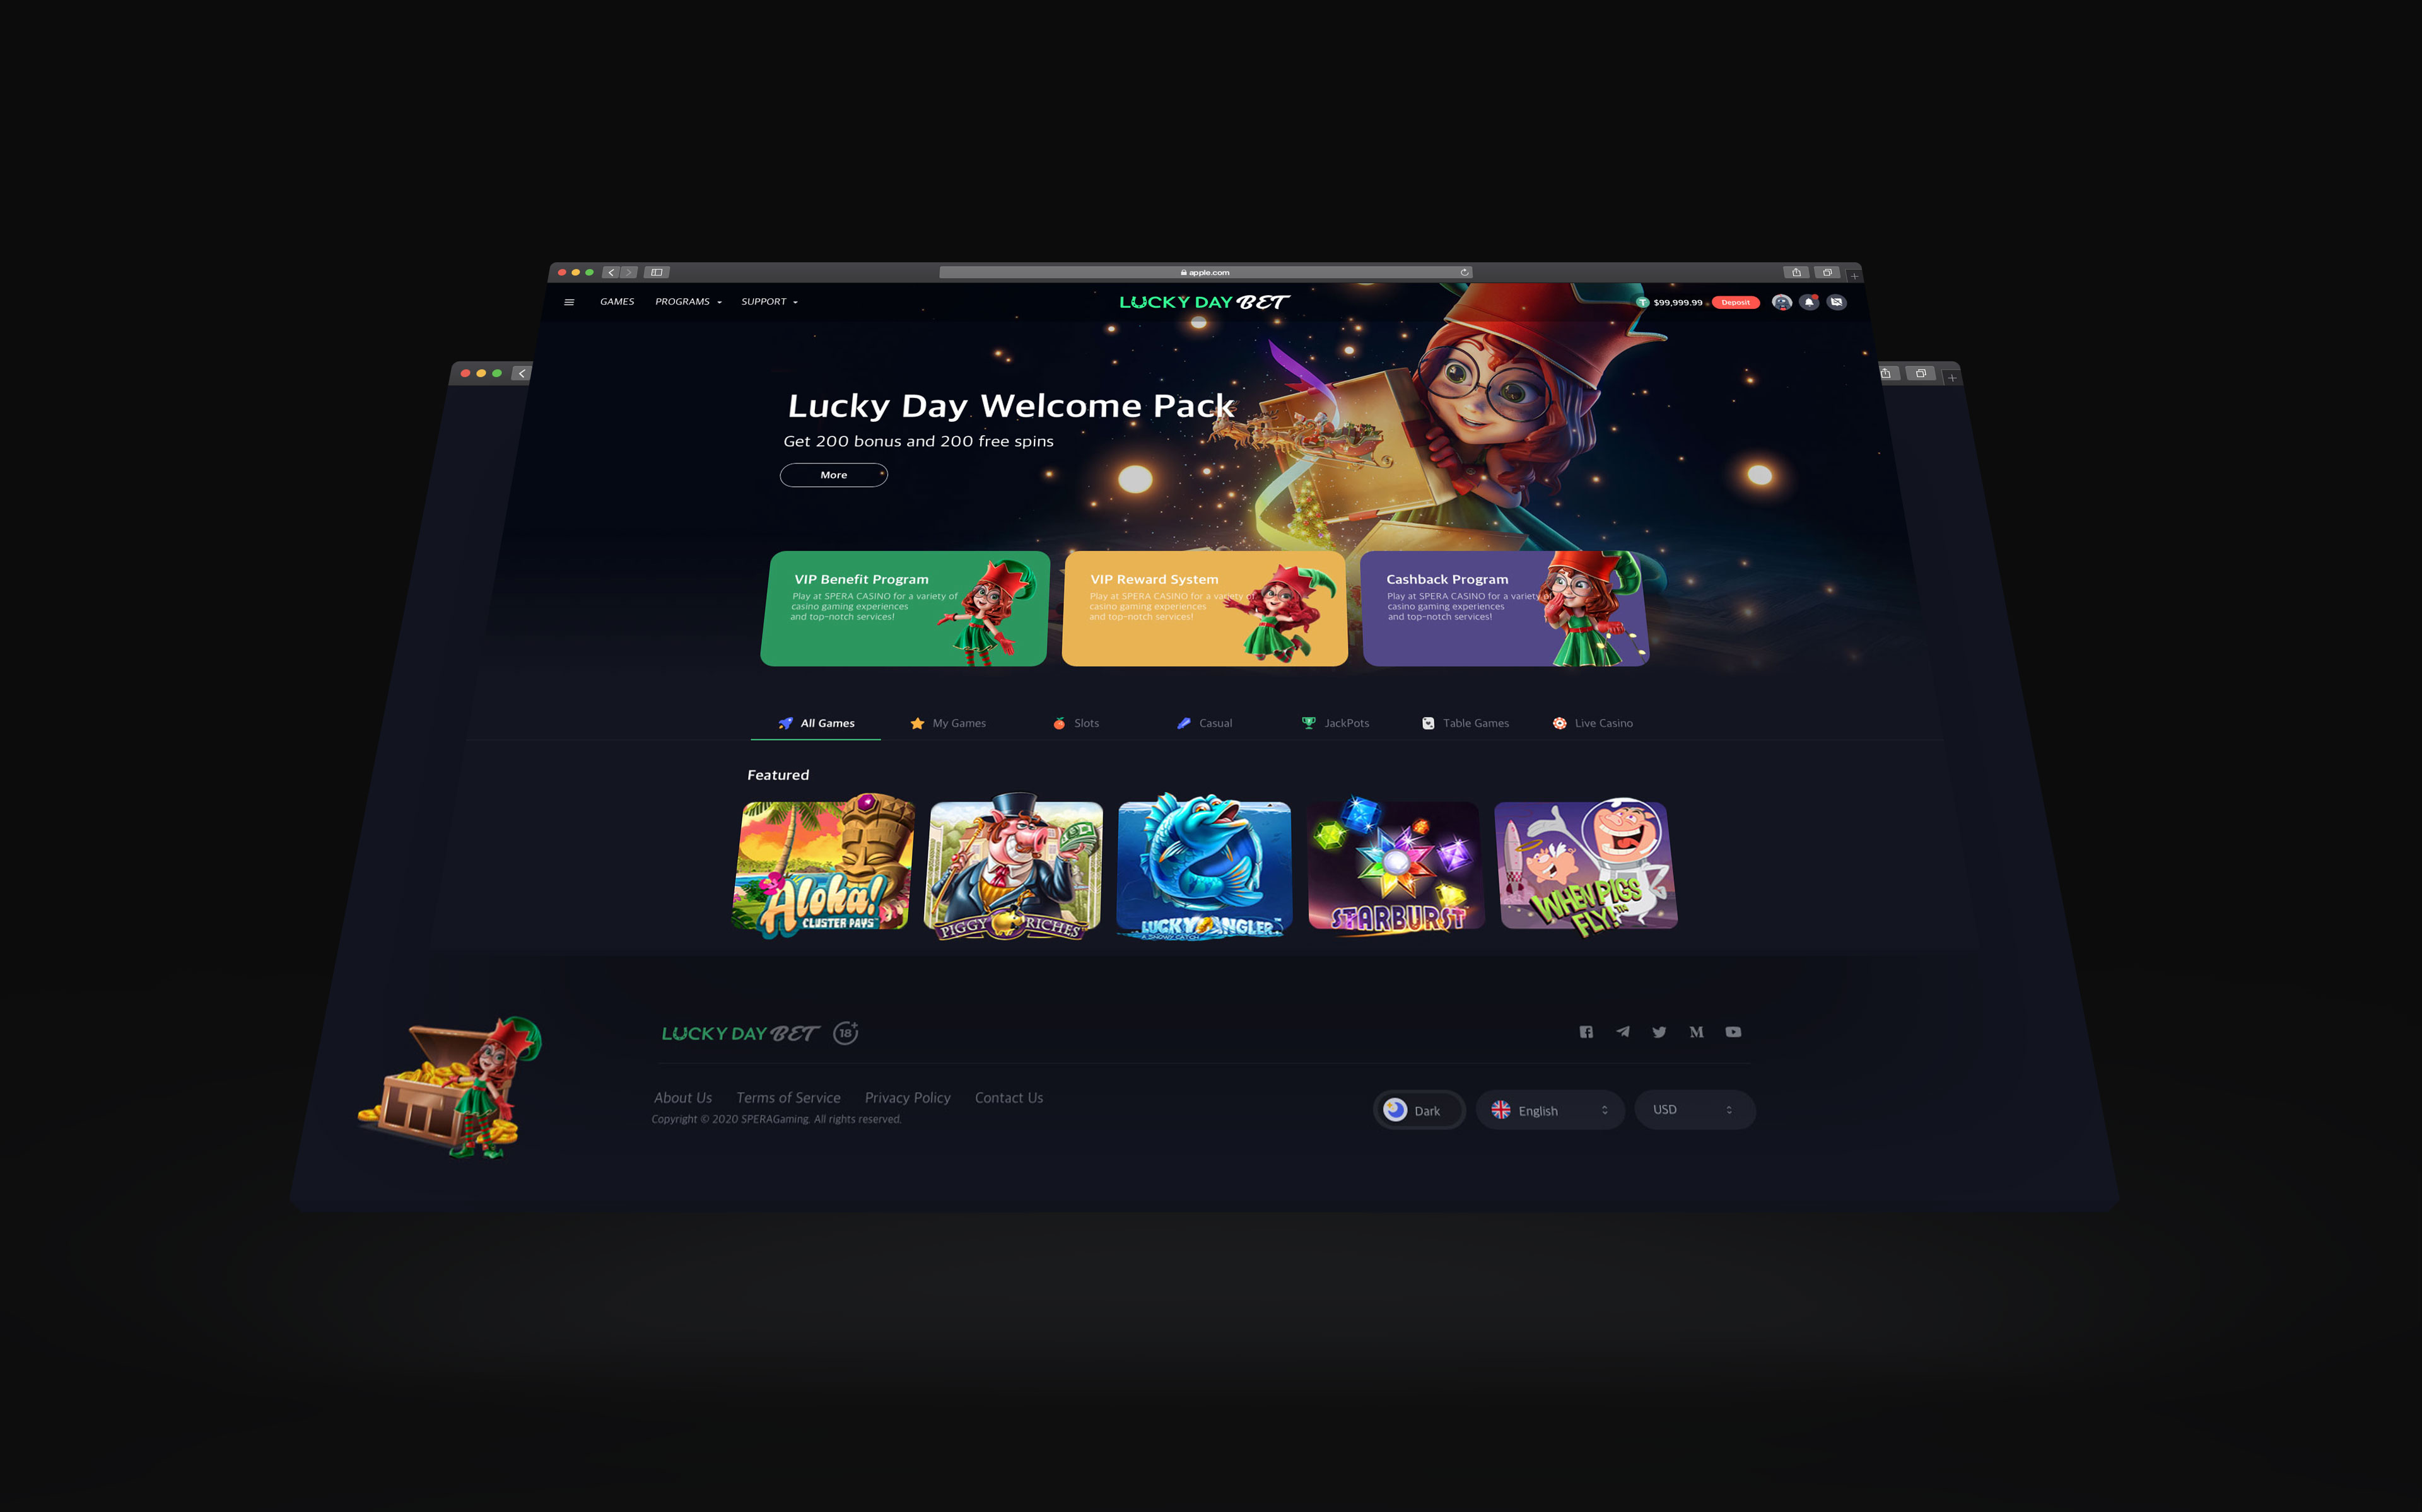 apple.com
GAMES PROGRAMS SUPPORT
LUCKY DAY BET
$99,999.99 Deposit
Lucky Day Welcome Pack
Get 200 bonus and 200 free spins
More
VIP Benefit Program
Play at SPERA CASINO for a variety of
casino gaming experiences
and top-notch services!
VIP Reward System
Play at SPERA CASINO for a variety of
casino gaming experiences
and top-notch services!
Cashback Program
Play at SPERA CASINO for a variety of
casino gaming experiences
and top-notch services!
All Games My Games Slots Casual JackPots Table Games Live Casino
Featured
Aloha!
CLUSTER PAYS™
PIGGY RICHES
LUCKY ANGLER
A SNOWY CATCH
STARBURST
WHEN PIGS
FLY!™
LUCKY DAY BET 18+
About Us Terms of Service Privacy Policy Contact Us
Copyright © 2020 SPERAGaming. All rights reserved.
Dark English USD